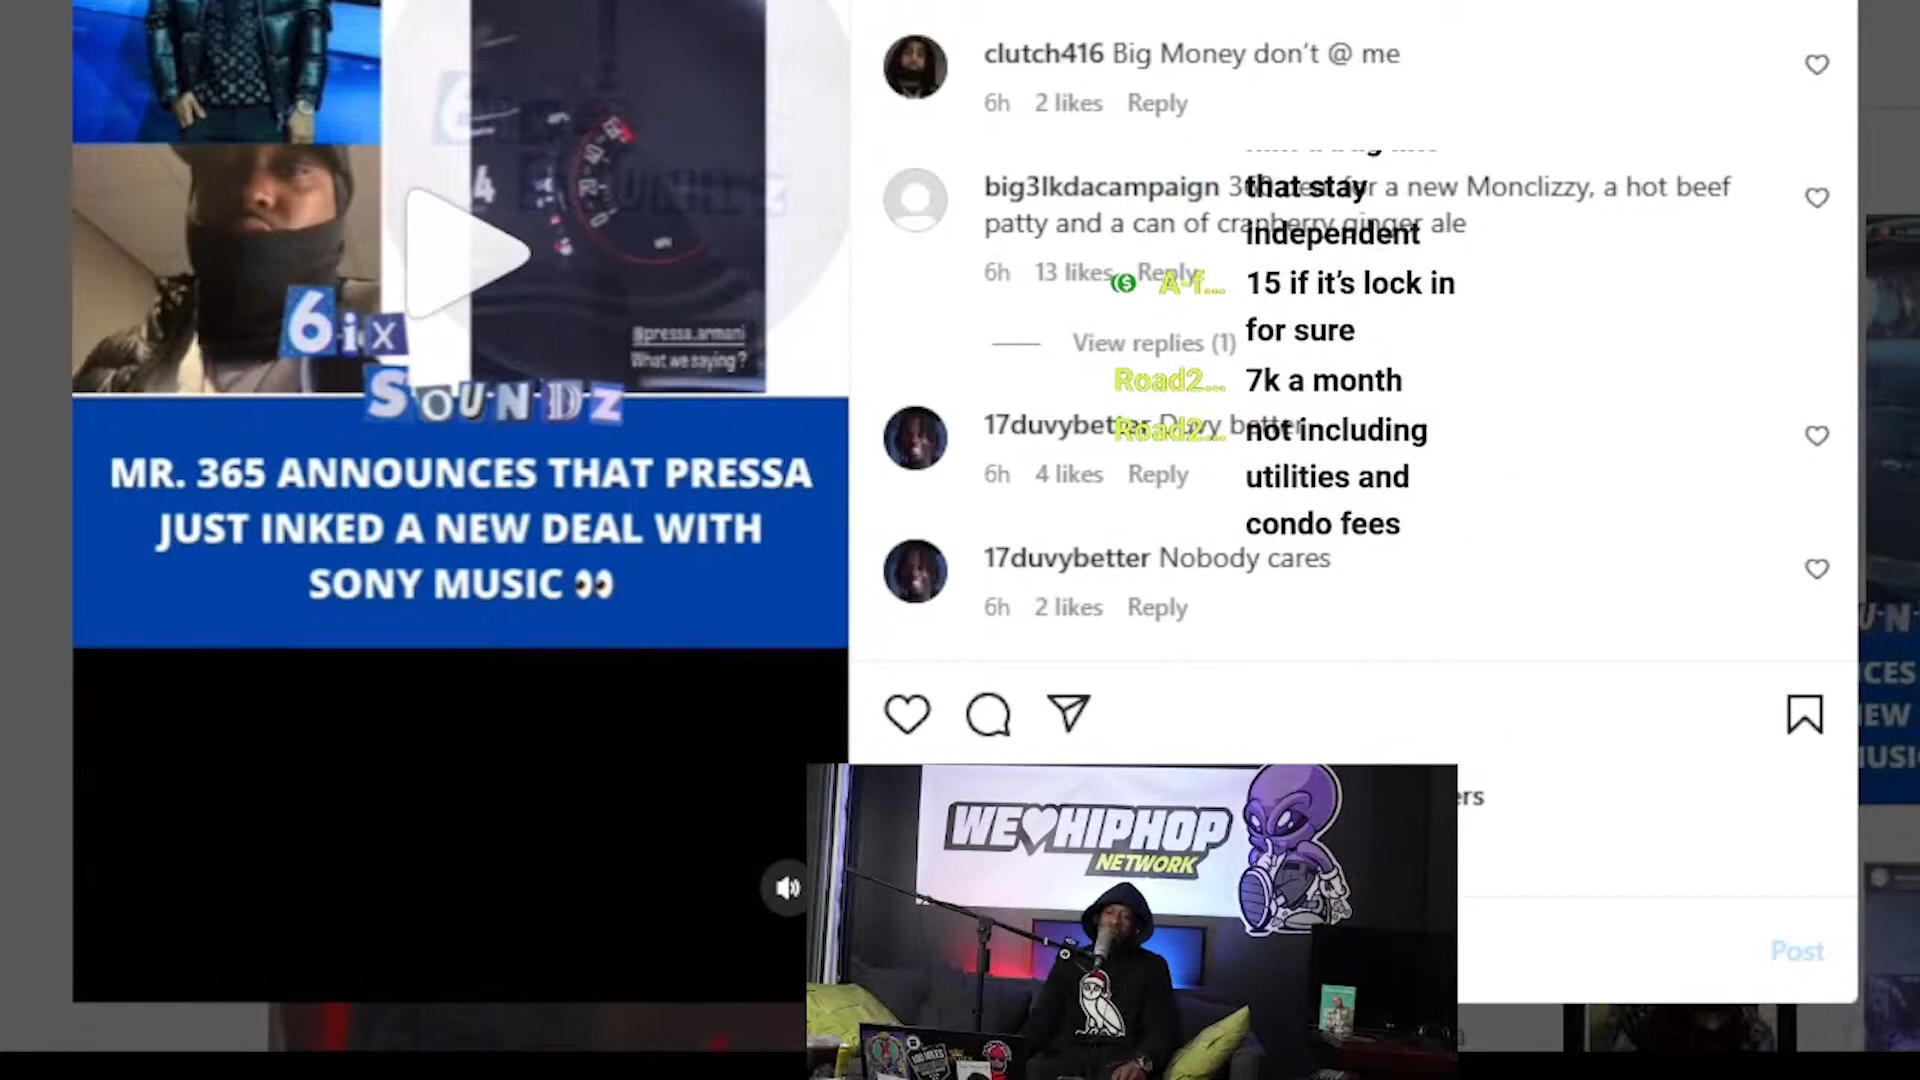 clutch416 Big Money don't @ me
6h 2 likes Reply
big3lkdacampaign for a new Monclizzy, a hot beef
patty and a can of cranberry ginger ale
6h 13 likes Reply
View replies (1)
17duvybetter Duvy better
6h 4 likes Reply
17duvybetter Nobody cares
6h 2 likes Reply
that stay
independent
A-f... 15 if it's lock in
for sure
Road2... 7k a month
Road2... not including
utilities and
condo fees
@pressa.armani
What we saying?
6ix
SOUNDZ
MR. 365 ANNOUNCES THAT PRESSA
JUST INKED A NEW DEAL WITH
SONY MUSIC 👀
ers
Post
WE HIPHOP
NETWORK